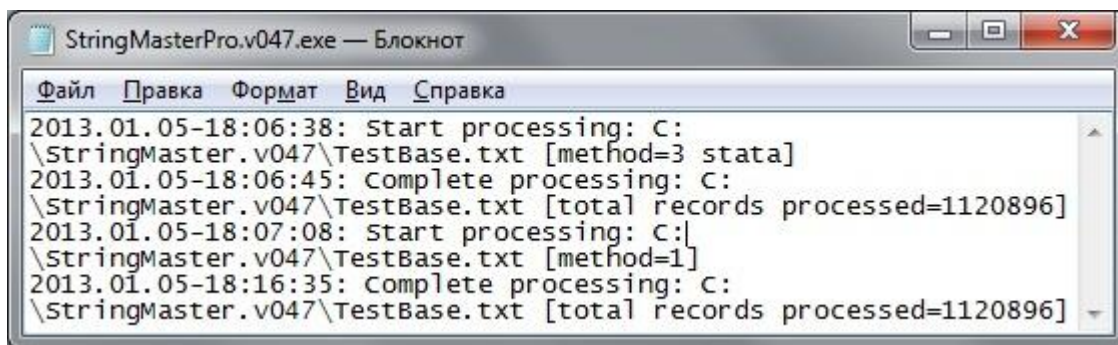 StringMasterPro.v047.exe — Блокнот
Файл Правка Формат Вид Справка
2013.01.05-18:06:38: Start processing: C:
\StringMaster.v047\TestBase.txt [method=3 stata]
2013.01.05-18:06:45: Complete processing: C:
\StringMaster.v047\TestBase.txt [total records processed=1120896]
2013.01.05-18:07:08: Start processing: C:
\StringMaster.v047\TestBase.txt [method=1]
2013.01.05-18:16:35: Complete processing: C:
\StringMaster.v047\TestBase.txt [total records processed=1120896]